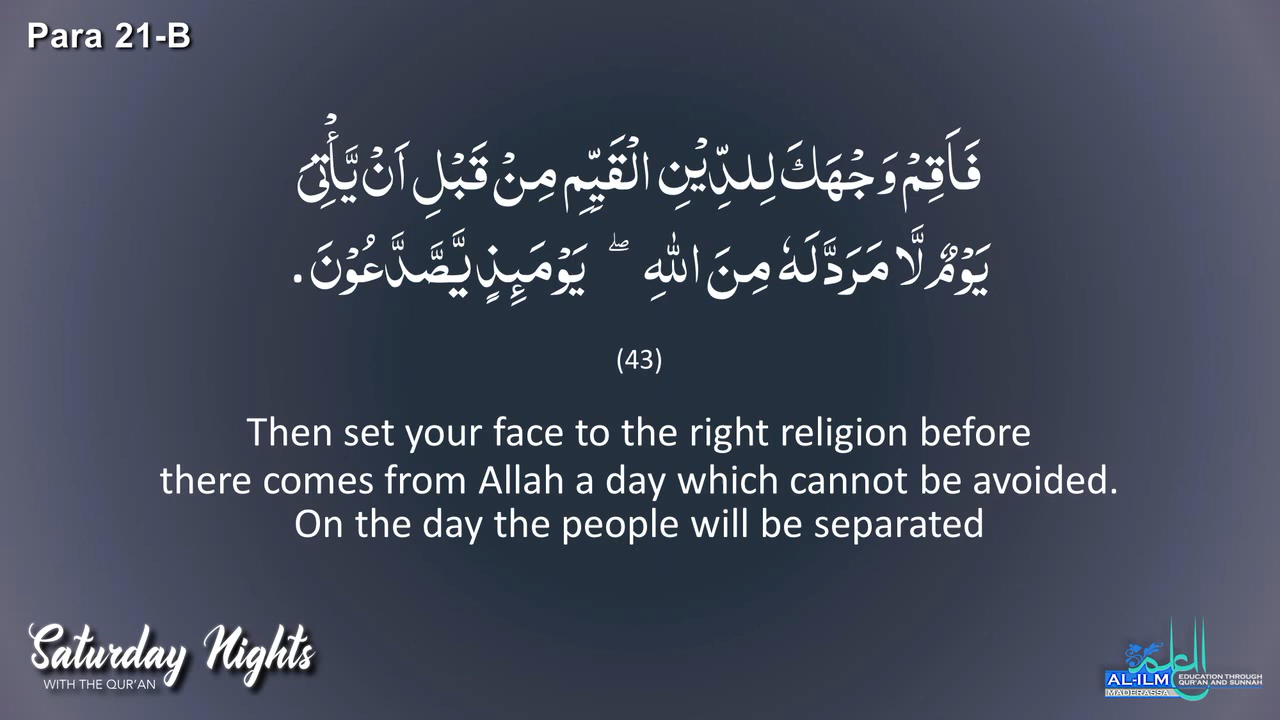 Para 21-B
فَاَقِمْ وَجْهَكَ لِلدِّيْنِ الْقَيِّمِ مِنْ قَبْلِ اَنْ يَّاْتِيَ
يَوْمٌ لَّا مَرَدَّ لَهٗ مِنَ اللّٰهِ ۖ يَوْمَىِٕذٍ يَّصَّدَّعُوْنَ.
(43)
Then set your face to the right religion before
there comes from Allah a day which cannot be avoided.
On the day the people will be separated
Saturday Nights
WITH THE QUR'AN
العلم
AL-ILM
MADERASSA
EDUCATION THROUGH
QUR'AN AND SUNNAH